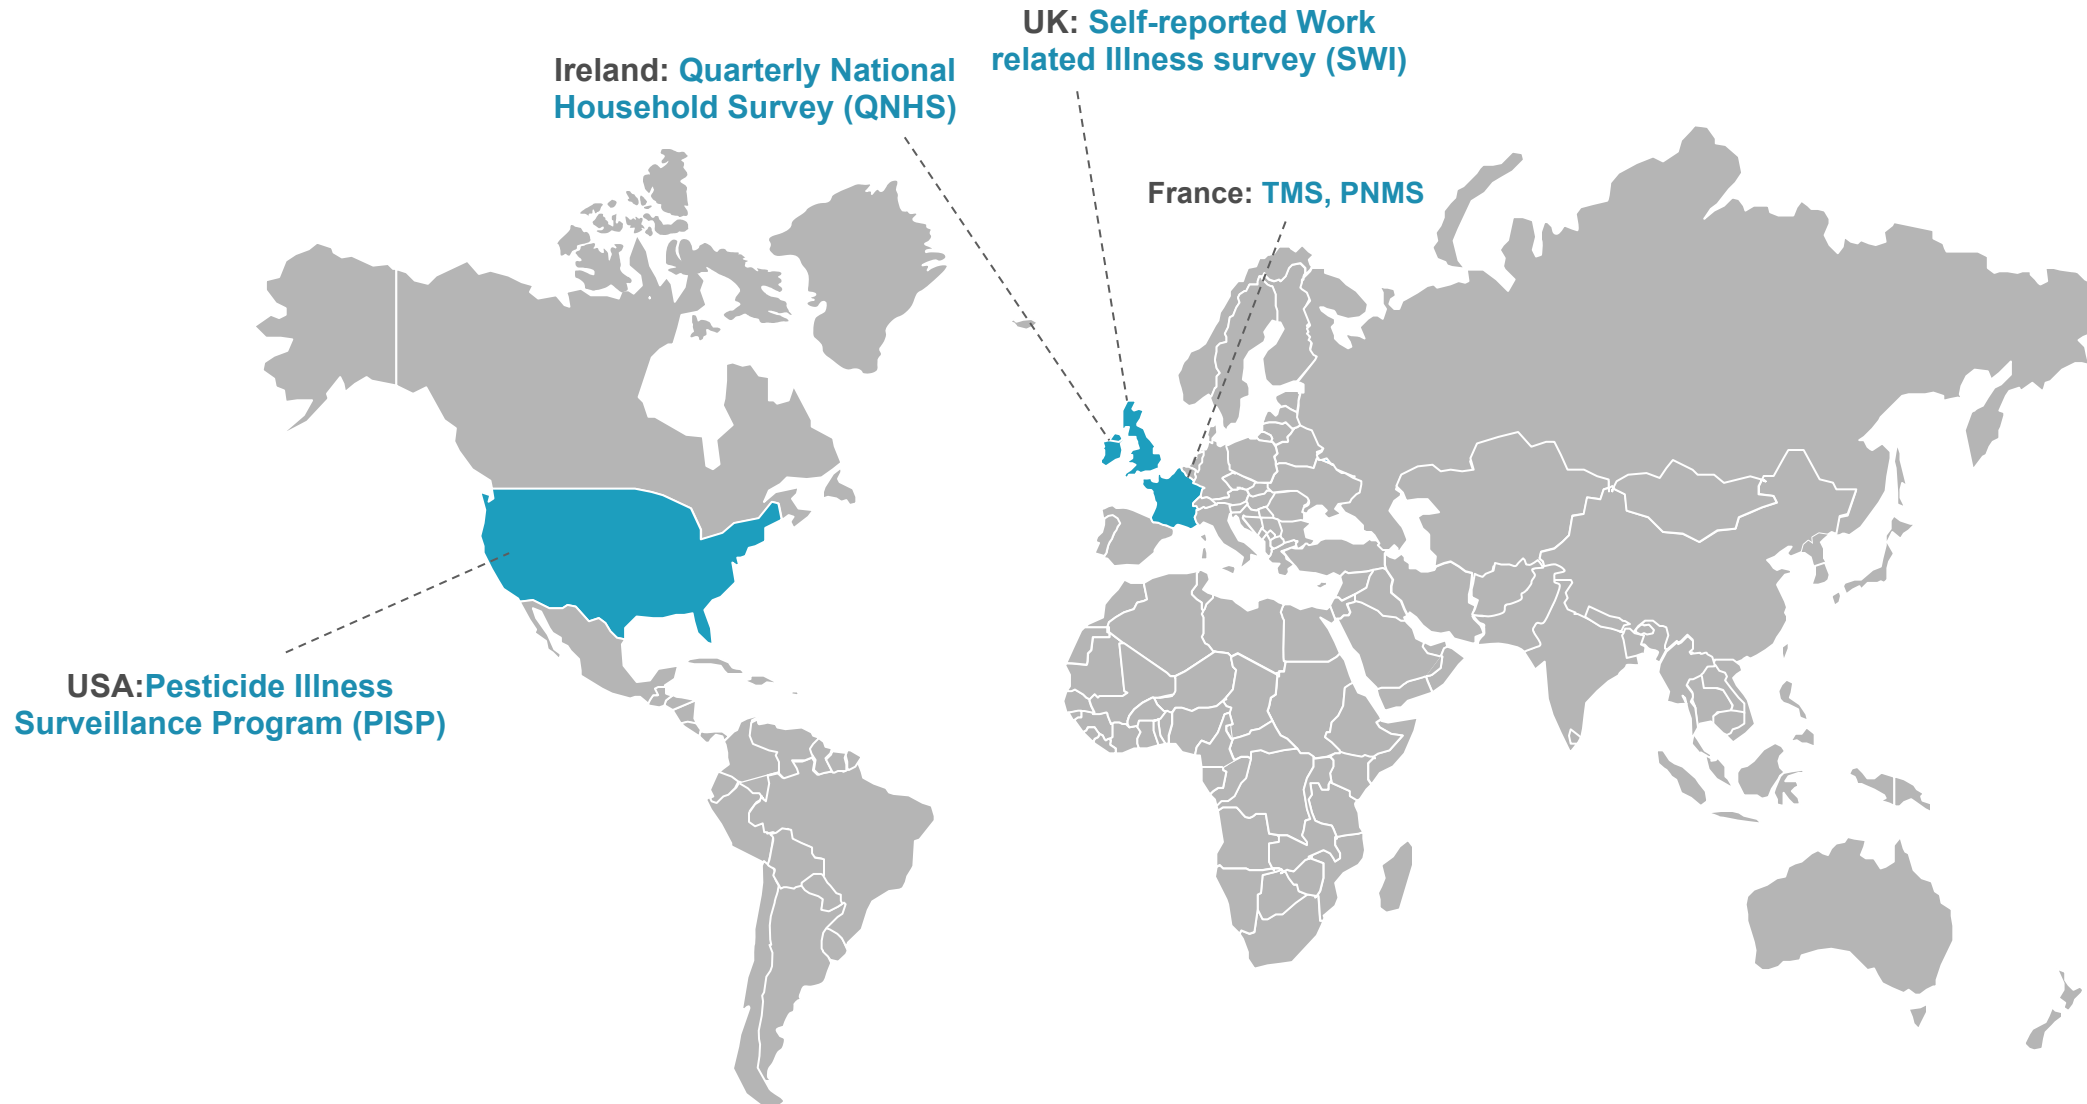 UK: Self-reported Work
related Illness survey (SWI)
Ireland: Quarterly National
Household Survey (QNHS)
France: TMS, PNMS
USA:Pesticide Illness
Surveillance Program (PISP)